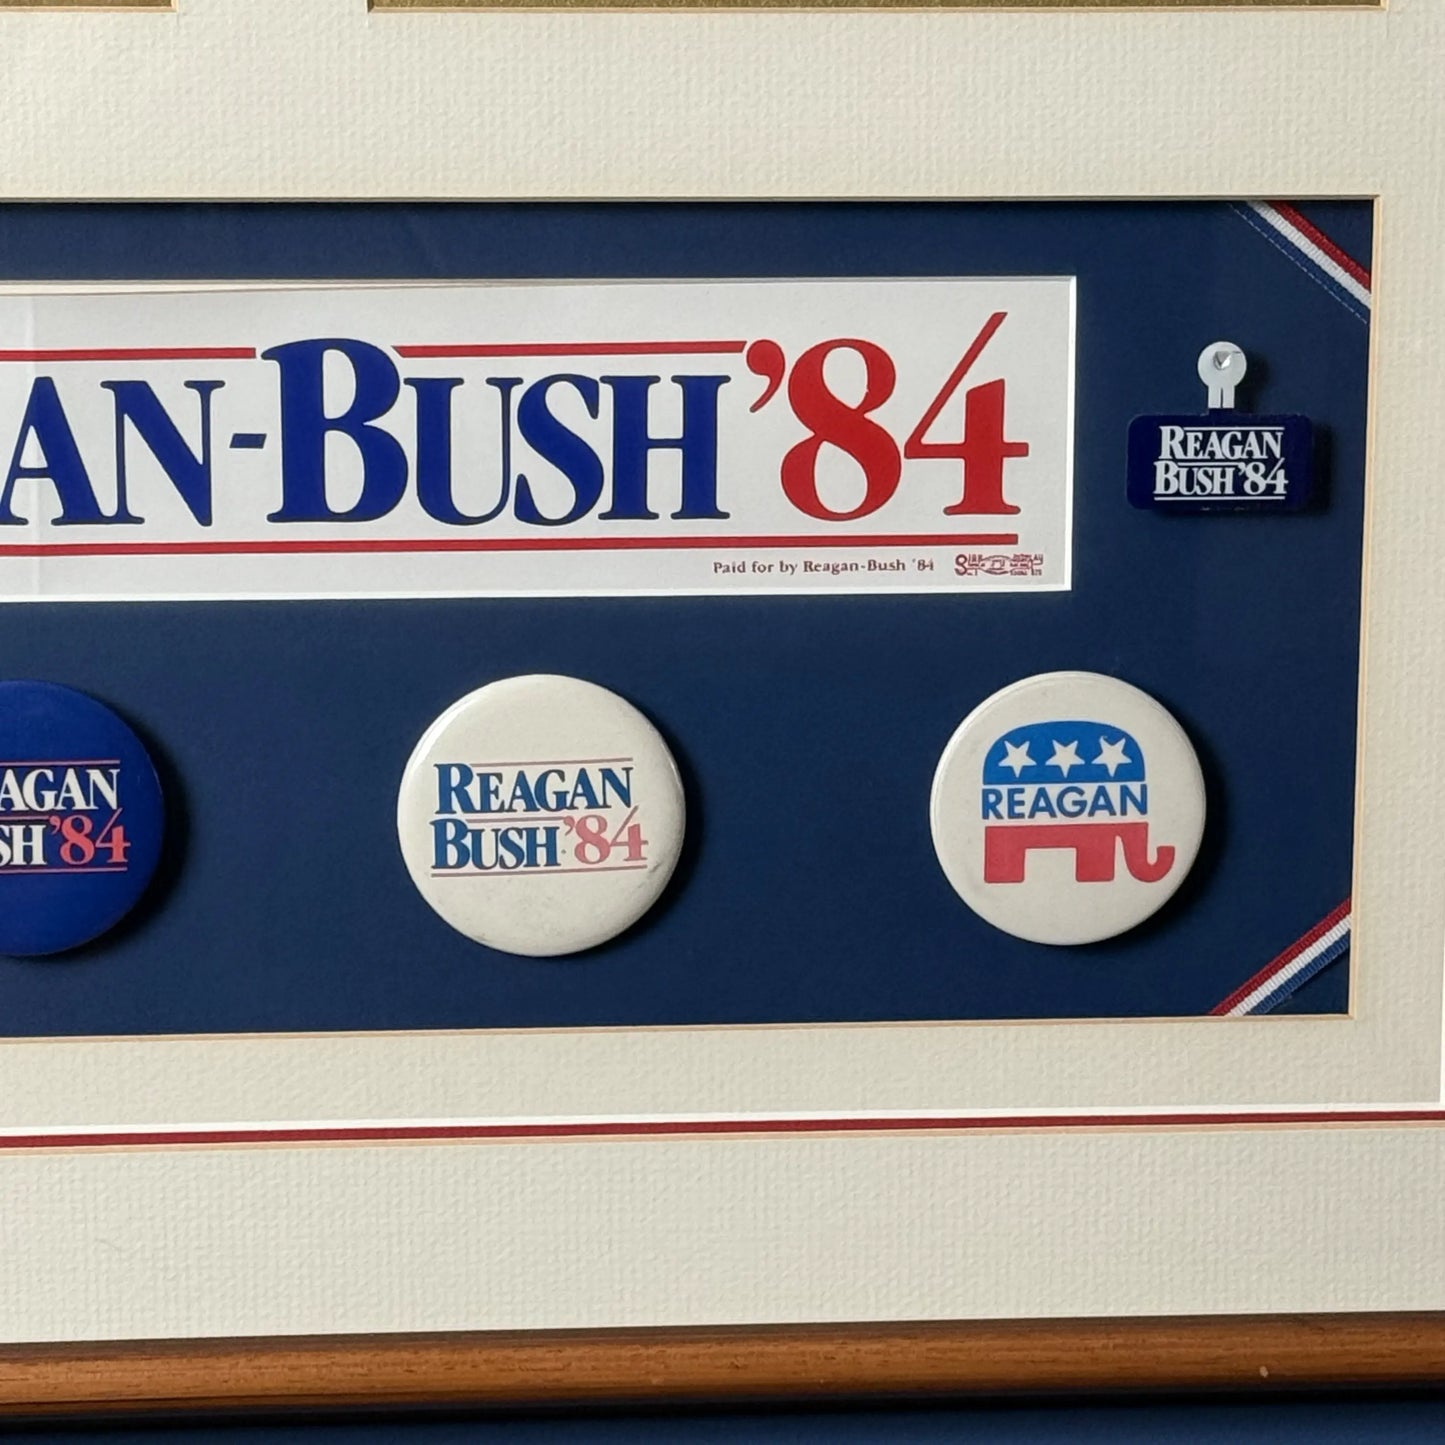 AN-BUSH '84
Paid for by Reagan-Bush '84
REAGAN
BUSH '84
AGAN
SH '84
REAGAN
BUSH '84
REAGAN